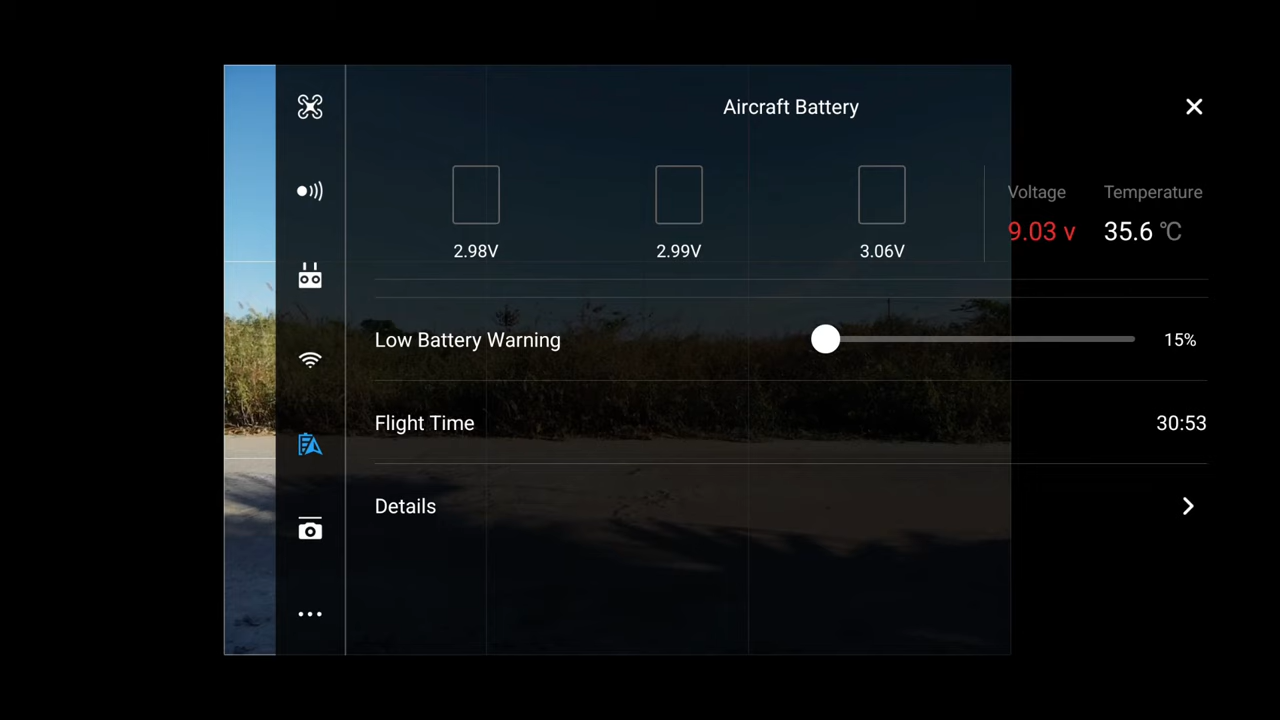 Aircraft Battery
Voltage Temperature
9.03 v 35.6 ℃
2.98V 2.99V 3.06V
Low Battery Warning 15%
Flight Time 30:53
Details